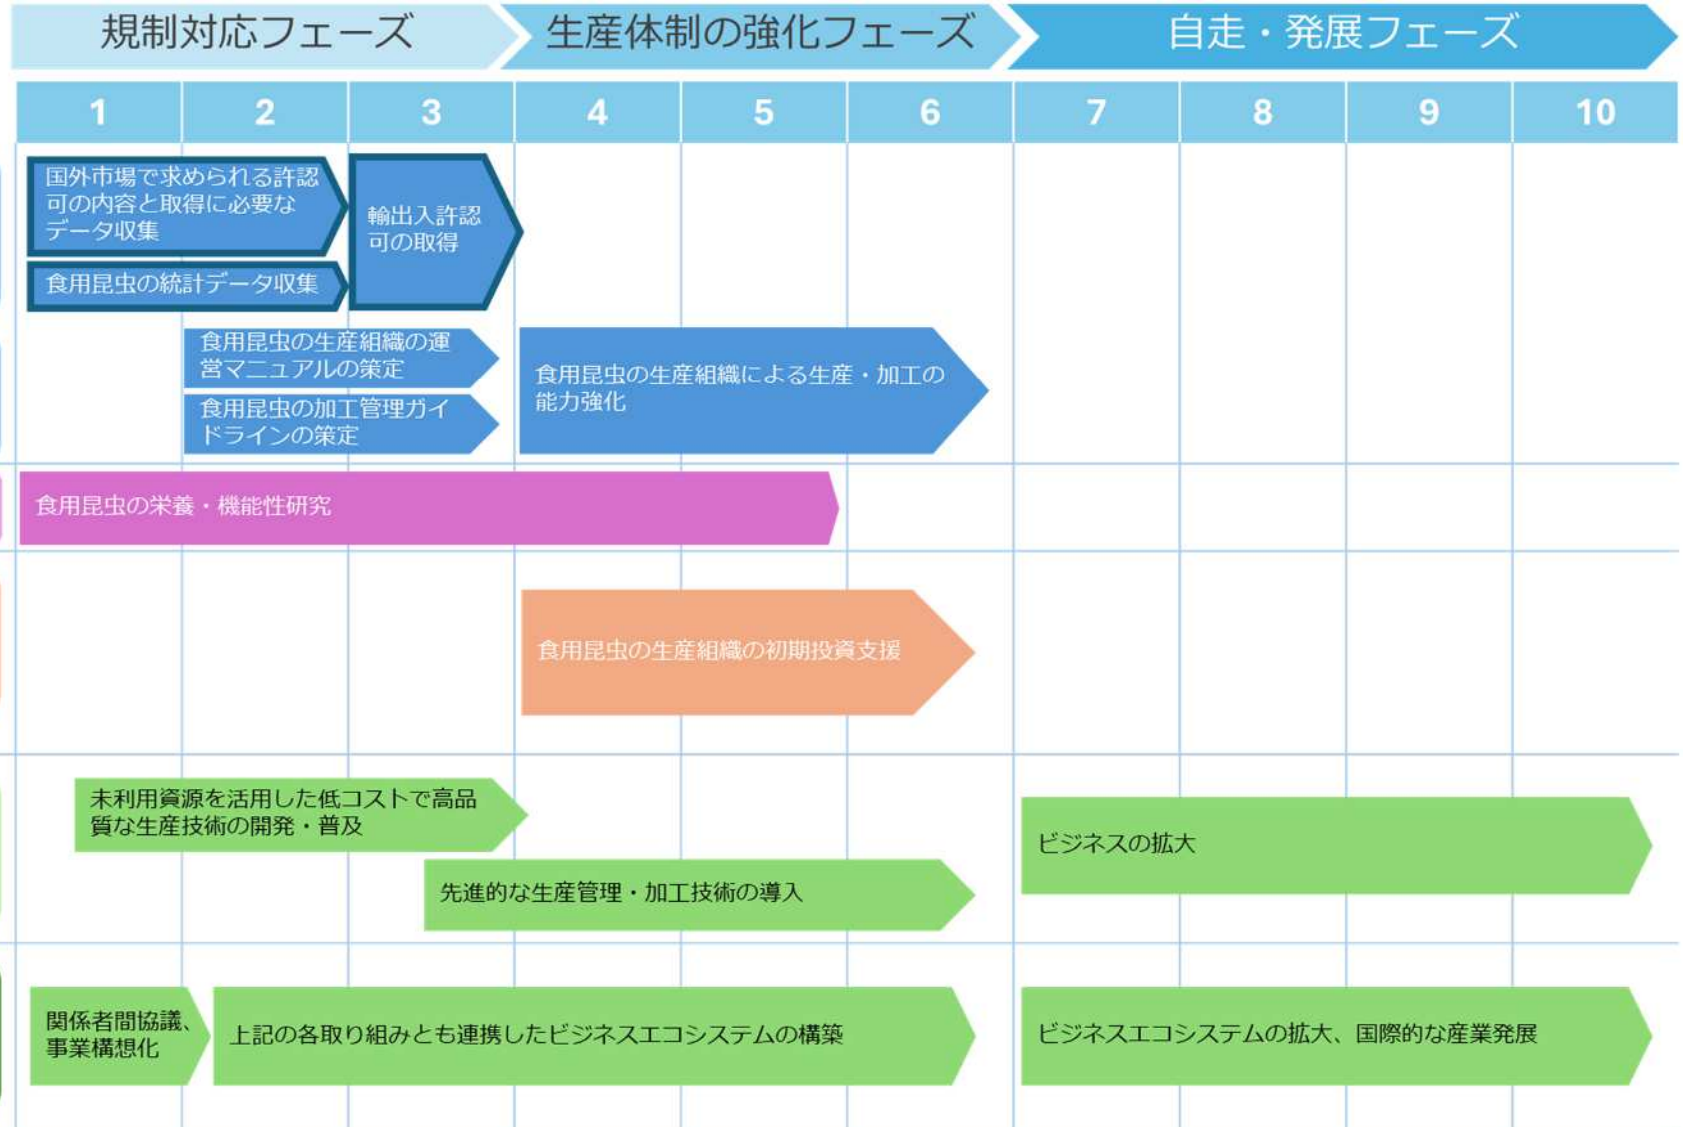 規制対応フェーズ
生産体制の強化フェーズ
自走・発展フェーズ
1
2
3
4
5
6
7
8
9
10
国外市場で求められる許認
可の内容と取得に必要な
データ収集
食用昆虫の統計データ収集
輸出入許認
可の取得
食用昆虫の生産組織の運
営マニュアルの策定
食用昆虫の加工管理ガイ
ドラインの策定
食用昆虫の生産組織による生産・加工の
能力強化
食用昆虫の栄養・機能性研究
食用昆虫の生産組織の初期投資支援
未利用資源を活用した低コストで高品
質な生産技術の開発・普及
先進的な生産管理・加工技術の導入
ビジネスの拡大
関係者間協議、
事業構想化
上記の各取り組みとも連携したビジネスエコシステムの構築
ビジネスエコシステムの拡大、国際的な産業発展